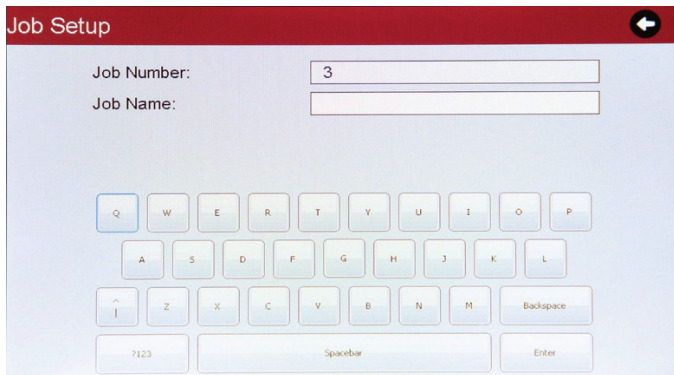 Job Setup
Job Number: 3
Job Name:
Q W E R T Y U I O P
A S D F G H J K L
Z X C V B N M Backspace
?123 Spacebar Enter